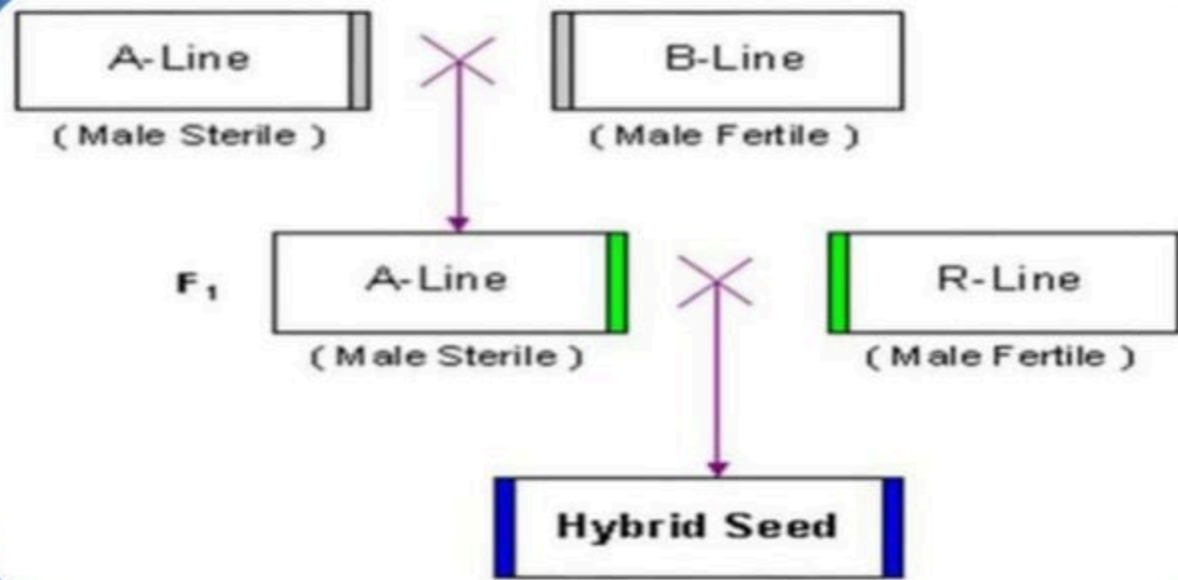 A-Line B-Line
( Male Sterile ) ( Male Fertile )
F1 A-Line R-Line
( Male Sterile ) ( Male Fertile )
Hybrid Seed